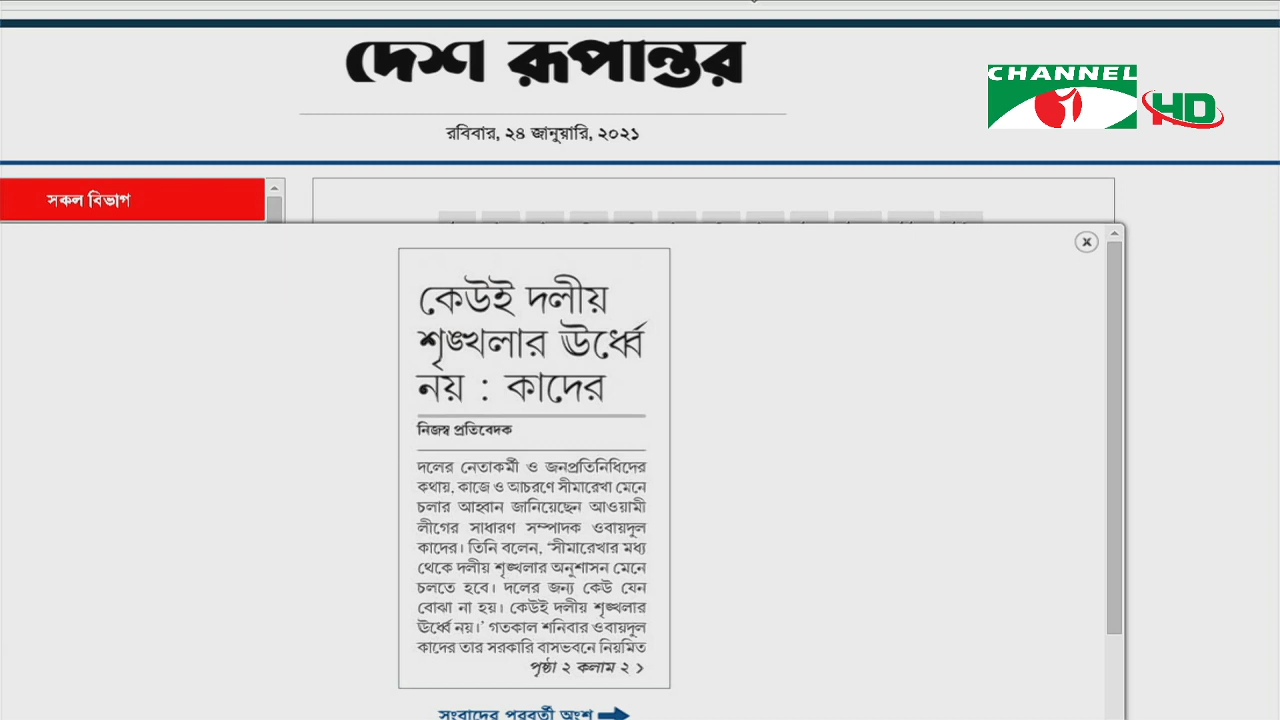 দেশ রূপান্তর
CHANNEL
HD
রবিবার, ২৪ জানুয়ারি, ২০২১
সকল বিভাগ
কেউই দলীয়
শৃঙ্খলার ঊর্ধ্বে
নয় : কাদের
নিজস্ব প্রতিবেদক
দলের নেতাকর্মী ও জনপ্রতিনিধিদের
কথায়, কাজে ও আচরণে সীমারেখা মেনে
চলার আহ্বান জানিয়েছেন আওয়ামী
লীগের সাধারণ সম্পাদক ওবায়দুল
কাদের। তিনি বলেন, ‘সীমারেখার মধ্য
থেকে দলীয় শৃঙ্খলার অনুশাসন মেনে
চলতে হবে। দলের জন্য কেউ যেন
বোঝা না হয়। কেউই দলীয় শৃঙ্খলার
ঊর্ধ্বে নয়।’ গতকাল শনিবার ওবায়দুল
কাদের তার সরকারি বাসভবনে নিয়মিত
পৃষ্ঠা ২ কলাম ২
সংবাদের পরবর্তী অংশ